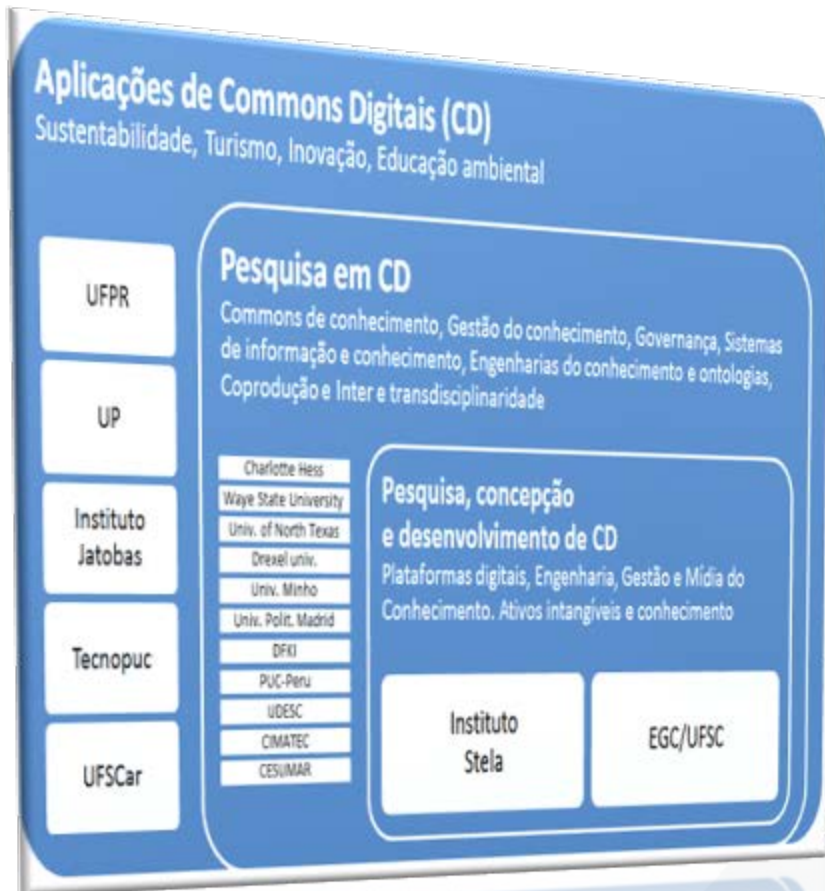 Aplicações de Commons Digitais (CD)
Sustentabilidade, Turismo, Inovação, Educação ambiental
UFPR
UP
Instituto
Jatobas
Tecnopuc
UFSCar
Pesquisa em CD
Commons de conhecimento, Gestão do conhecimento, Governança, Sistemas
de informação e conhecimento, Engenharias do conhecimento e ontologias,
Coprodução e Inter e transdisciplinaridade
Charlotte Hess
Waye State University
Univ. of North Texas
Drexel univ.
Univ. Minho
Univ. Polit. Madrid
DFKI
PUC-Peru
UDESC
CIMATEC
CESUMAR
Pesquisa, concepção
e desenvolvimento de CD
Plataformas digitais, Engenharia, Gestão e Mídia do
Conhecimento. Ativos intangíveis e conhecimento
Instituto
Stela
EGC/UFSC